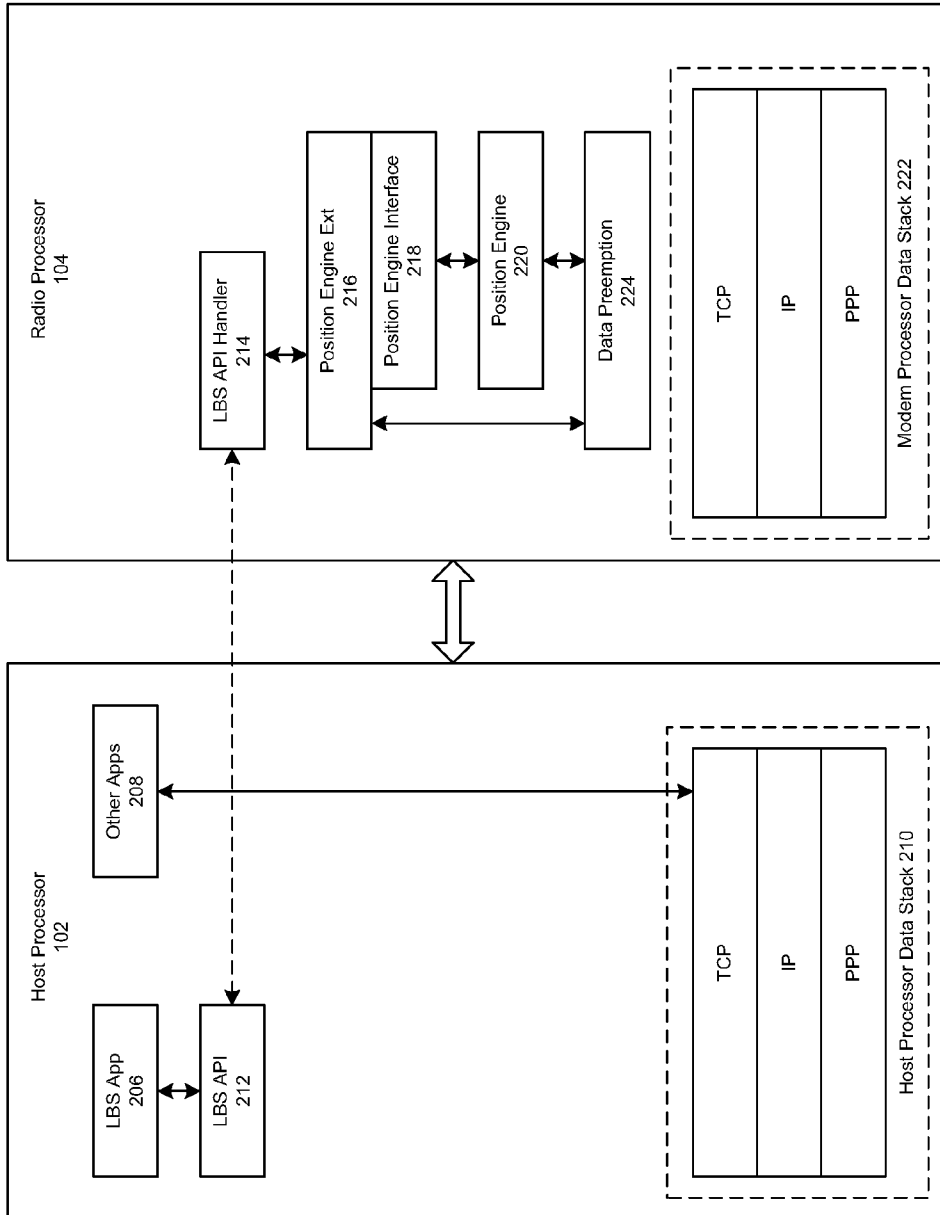 Host Processor
102
LBS App
206
Other Apps
208
LBS API
212
TCP
IP
PPP
Host Processor Data Stack 210
Radio Processor
104
LBS API Handler
214
Position Engine Ext
216
Position Engine Interface
218
Position Engine
220
Data Preemption
224
TCP
IP
PPP
Modem Processor Data Stack 222